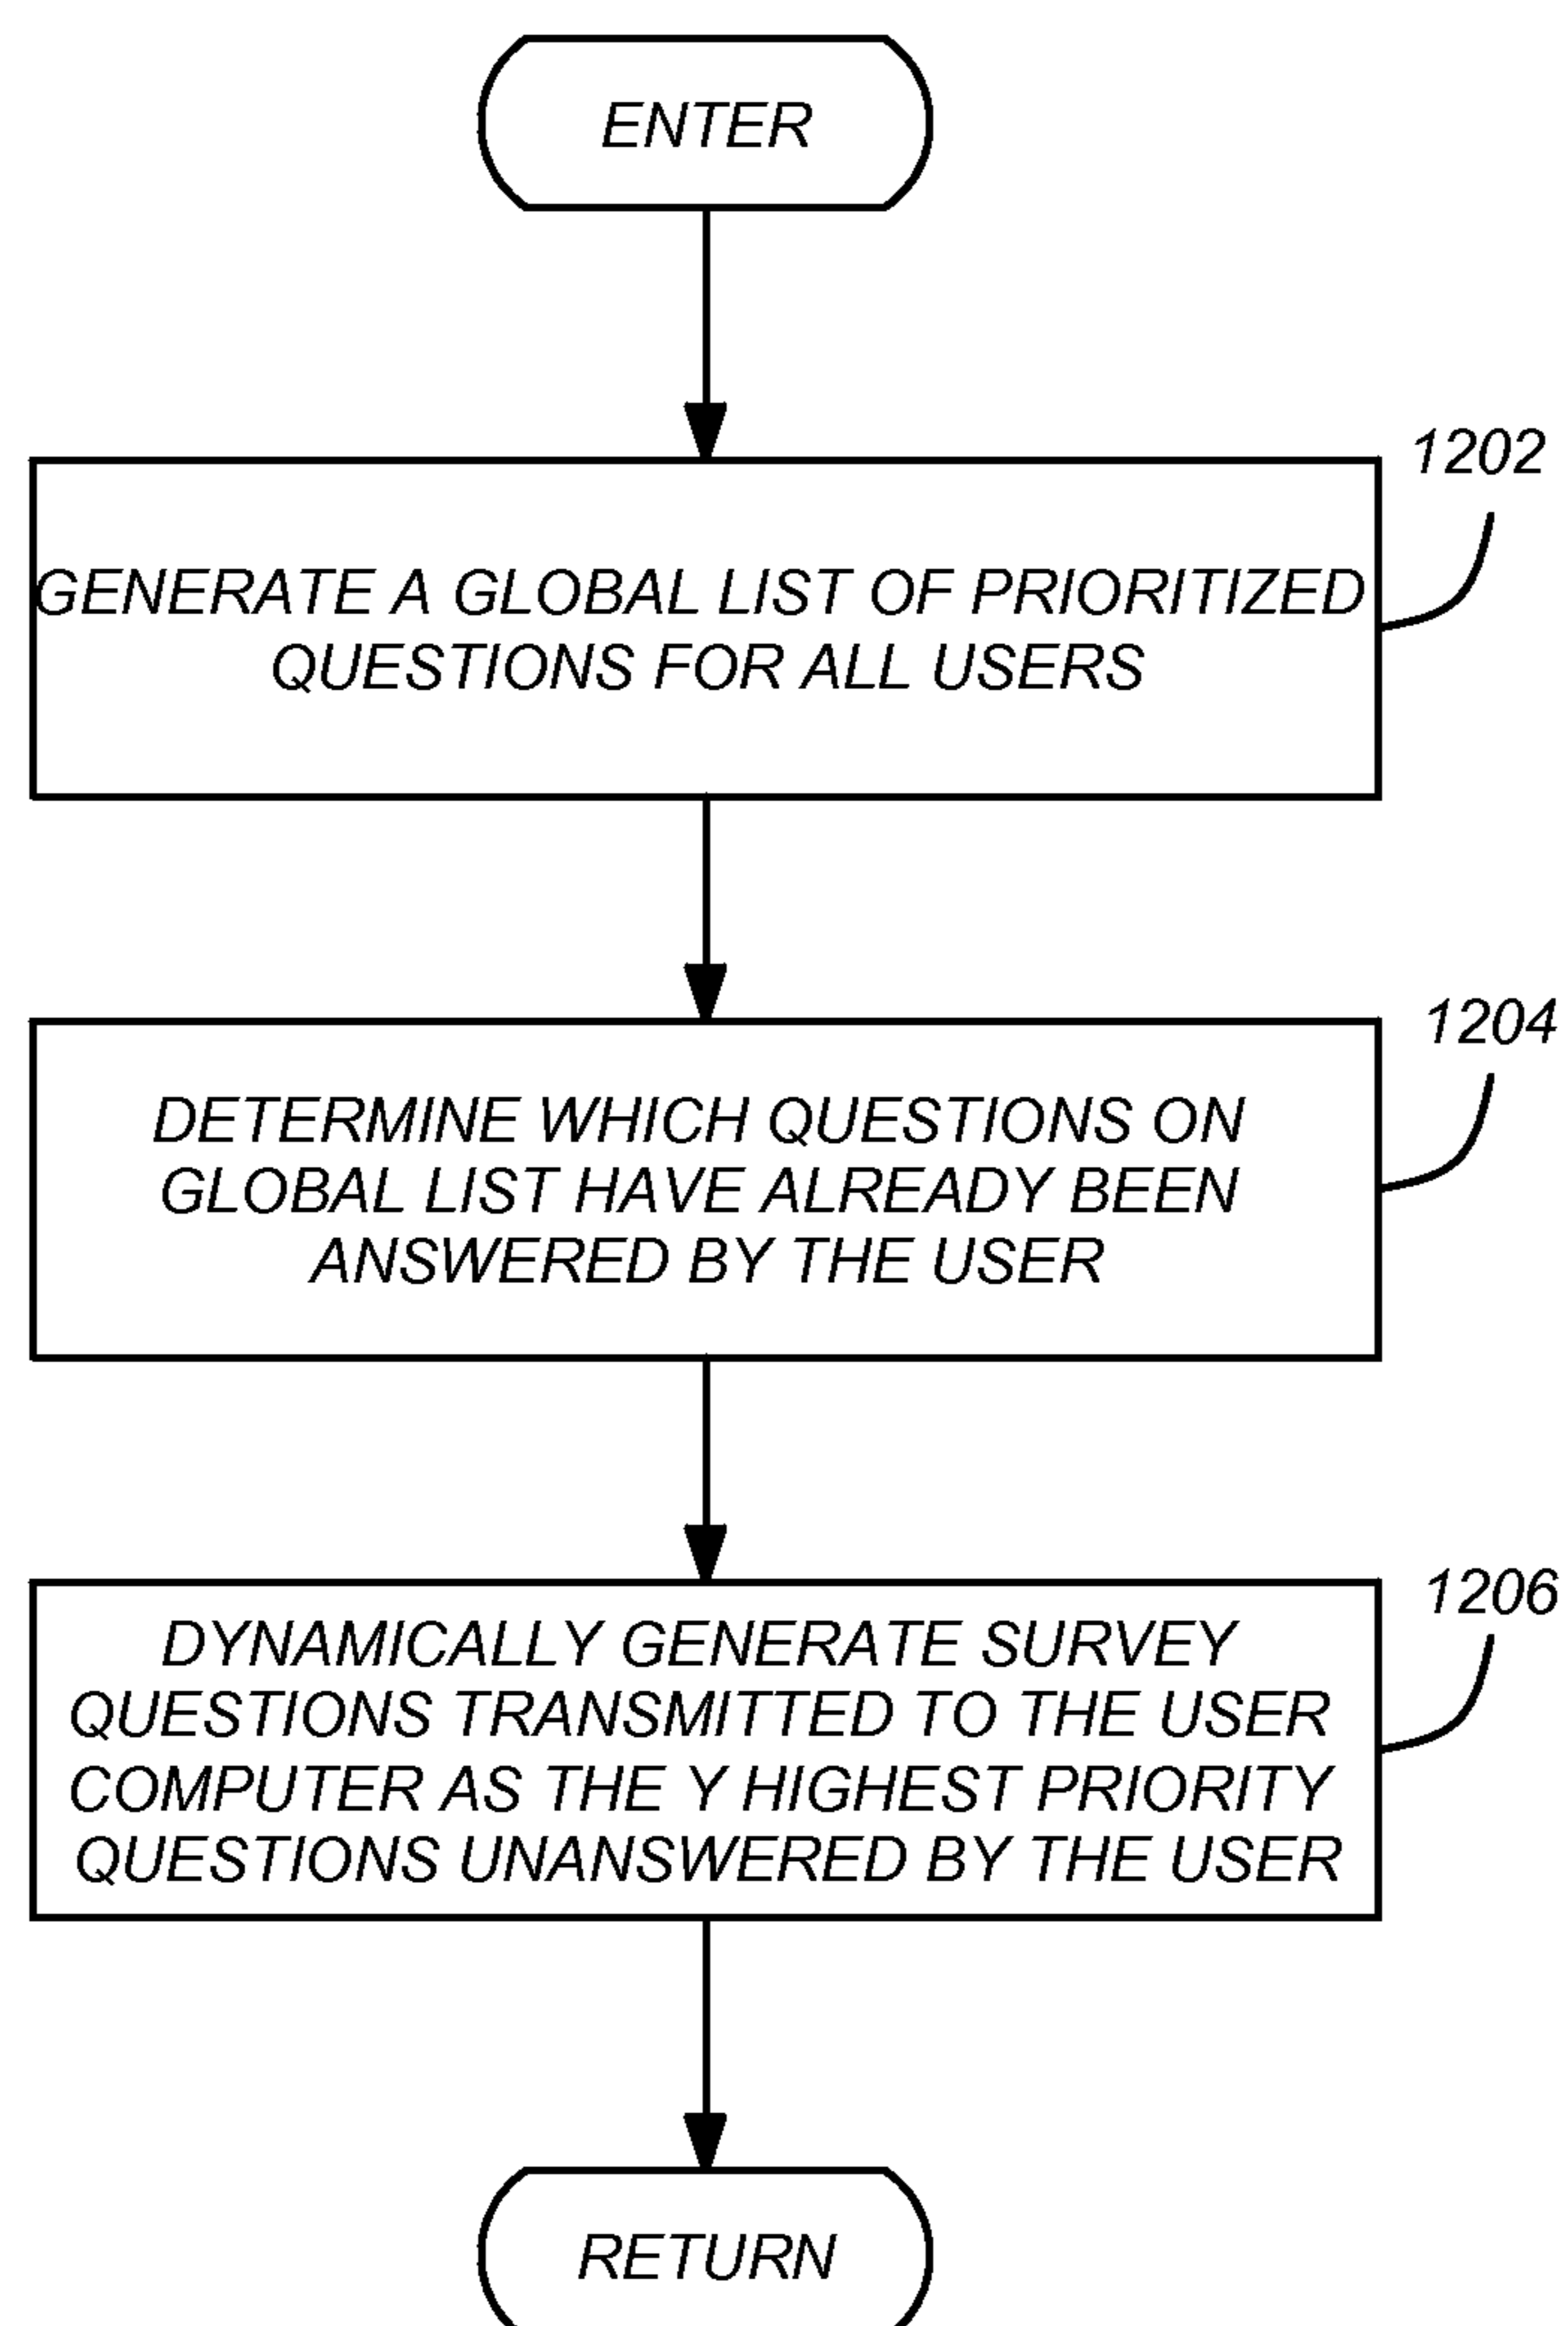 ENTER
1202
GENERATE A GLOBAL LIST OF PRIORITIZED
QUESTIONS FOR ALL USERS
1204
DETERMINE WHICH QUESTIONS ON
GLOBAL LIST HAVE ALREADY BEEN
ANSWERED BY THE USER
1206
DYNAMICALLY GENERATE SURVEY
QUESTIONS TRANSMITTED TO THE USER
COMPUTER AS THE Y HIGHEST PRIORITY
QUESTIONS UNANSWERED BY THE USER
RETURN